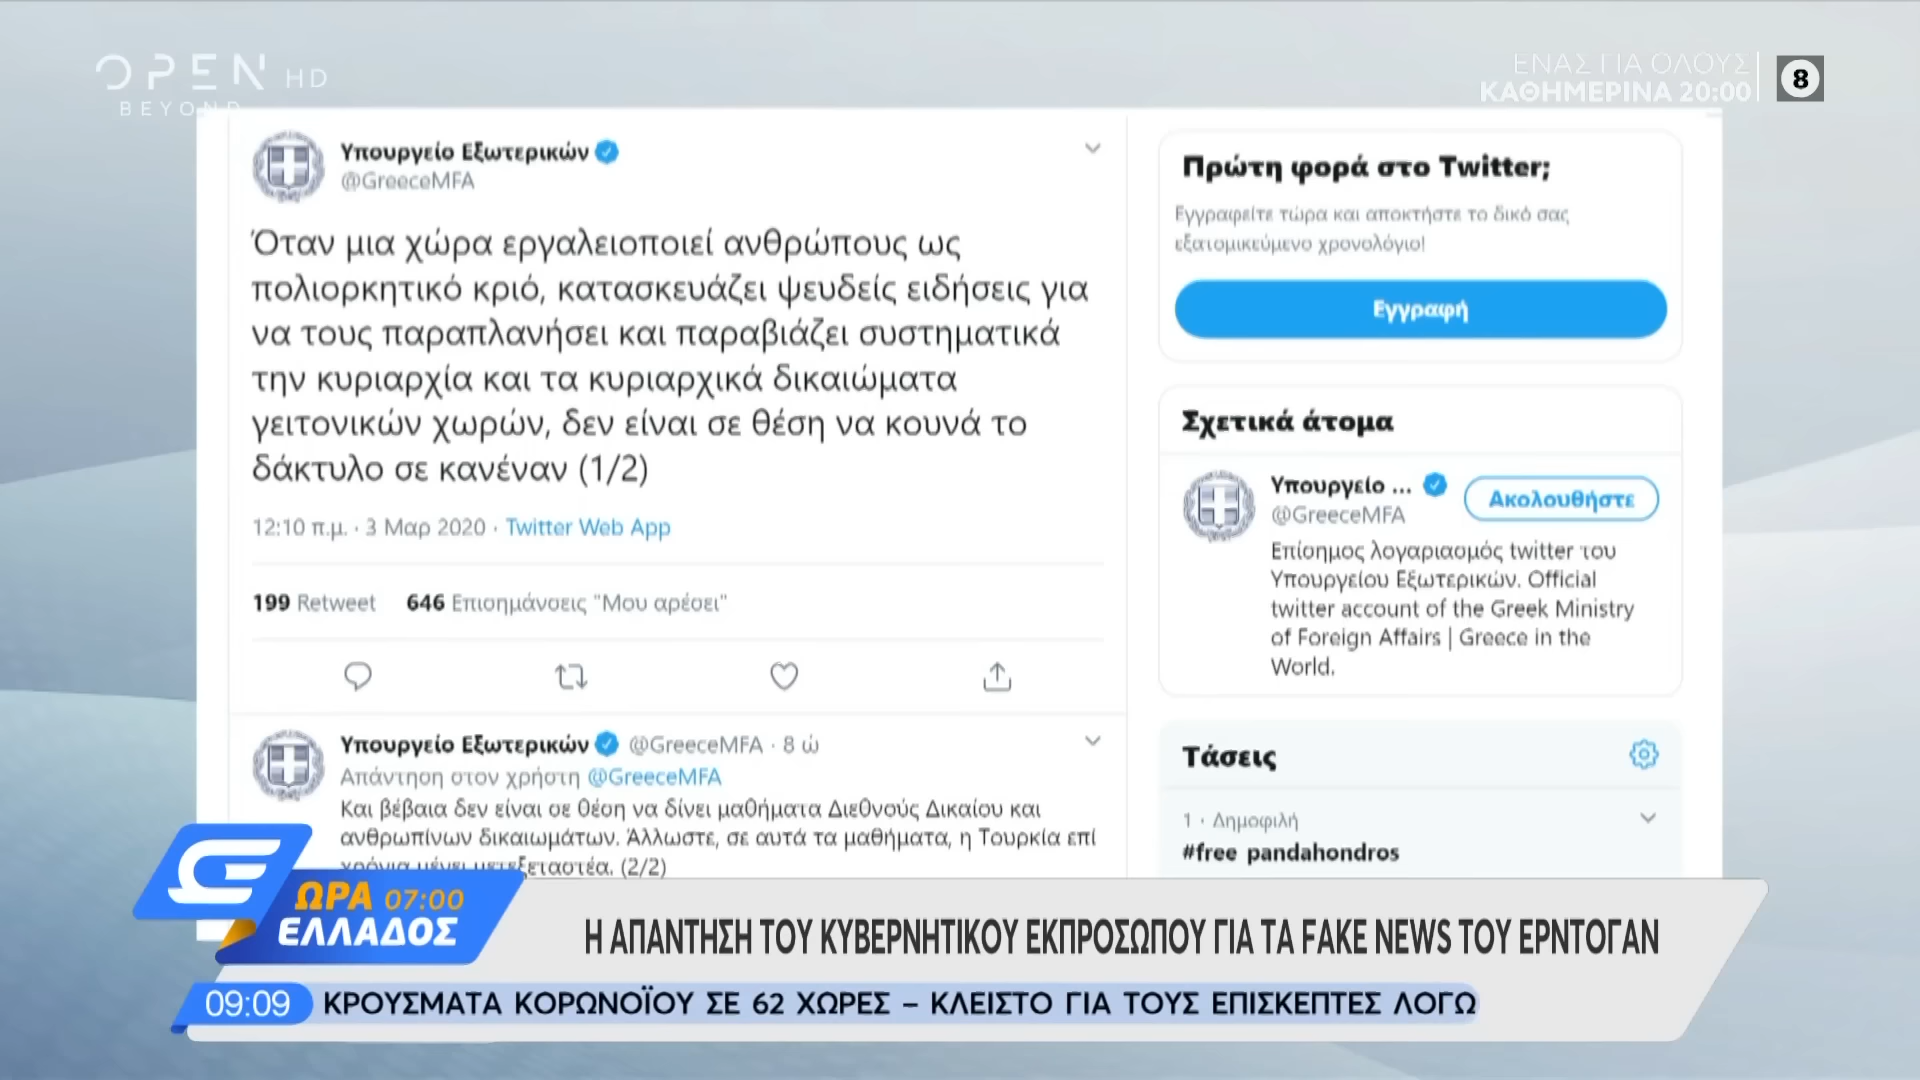 OPEN HD
BEYOND
ΕΝΑΣ ΓΙΑ ΟΛΟΥΣ
ΚΑΘΗΜΕΡΙΝΑ 20:00
8
Υπουργείο Εξωτερικών
@GreeceMFA
Όταν μια χώρα εργαλειοποιεί ανθρώπους ως
πολιορκητικό κριό, κατασκευάζει ψευδείς ειδήσεις για
να τους παραπλανήσει και παραβιάζει συστηματικά
την κυριαρχία και τα κυριαρχικά δικαιώματα
γειτονικών χωρών, δεν είναι σε θέση να κουνά το
δάκτυλο σε κανέναν (1/2)
12:10 π.μ. · 3 Μαρ 2020 · Twitter Web App
199 Retweet 646 Επισημάνσεις "Μου αρέσει"
Υπουργείο Εξωτερικών @GreeceMFA · 8 ώ
Απάντηση στον χρήστη @GreeceMFA
Και βέβαια δεν είναι σε θέση να δίνει μαθήματα Διεθνούς Δικαίου και
ανθρωπίνων δικαιωμάτων. Άλλωστε, σε αυτά τα μαθήματα, η Τουρκία επί
χρόνια μένει μετεξεταστέα. (2/2)
Πρώτη φορά στο Twitter;
Εγγραφείτε τώρα και αποκτήστε το δικό σας
εξατομικευμένο χρονολόγιο!
Εγγραφή
Σχετικά άτομα
Υπουργείο ...
@GreeceMFA
Ακολουθήστε
Επίσημος λογαριασμός twitter του
Υπουργείου Εξωτερικών. Official
twitter account of the Greek Ministry
of Foreign Affairs | Greece in the
World.
Τάσεις
1 · Δημοφιλή
#free pandahondros
ΩΡΑ 07:00
ΕΛΛΑΔΟΣ
Η ΑΠΑΝΤΗΣΗ ΤΟΥ ΚΥΒΕΡΝΗΤΙΚΟΥ ΕΚΠΡΟΣΩΠΟΥ ΓΙΑ ΤΑ FAKE NEWS ΤΟΥ ΕΡΝΤΟΓΑΝ
09:09 ΚΡΟΥΣΜΑΤΑ ΚΟΡΩΝΟΪΟΥ ΣΕ 62 ΧΩΡΕΣ – ΚΛΕΙΣΤΟ ΓΙΑ ΤΟΥΣ ΕΠΙΣΚΕΠΤΕΣ ΛΟΓΩ